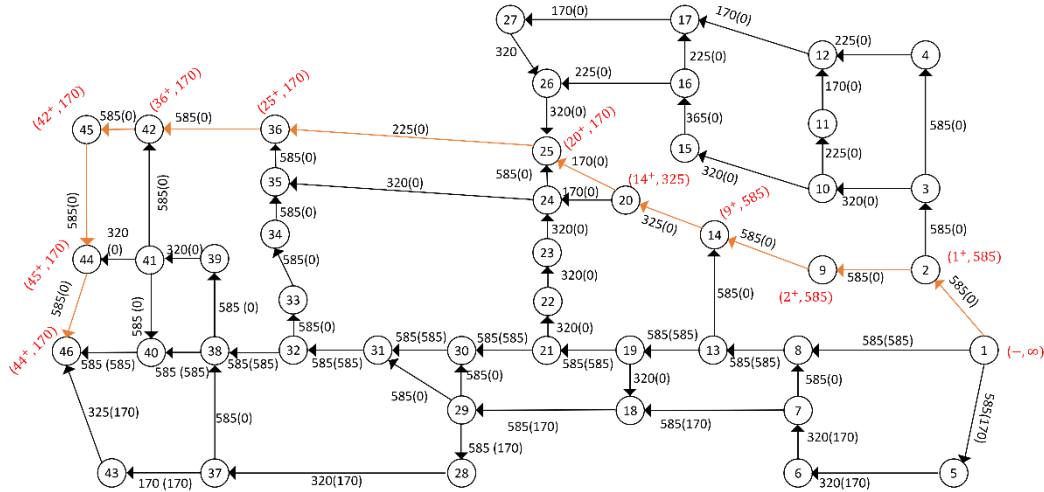 27 170(0) 17 170(0)
12 225(0) 4
320 225(0)
26 225(0) 16 170(0)
(42⁺, 170) (36⁺, 170) (25⁺, 170) 320(0) 365(0) 11 585(0)
45 585(0) 42 585(0) 36 225(0) 25 (20⁺, 170) 15 225(0)
585(0) 170(0) 320(0)
585(0) 35 320(0) 585(0) (14⁺, 325) 10 320(0) 3
24 170(0) 20 (9⁺, 585)
585(0) 585(0) 320(0) 325(0) 14 585(0) 585(0)
34
(45⁺, 170) 44 320 (0) 41 320(0) 39 585(0) 23 9 585(0) 2 (1⁺, 585)
320(0) (2⁺, 585) 585(0)
585(0) 585 (0) 585(0) 33 22 585(0)
585(0) 320(0)
(44⁺, 170) 46 585 (585) 40 585 (585) 38 585(585) 32 585(585) 31 585(585) 30 585(585) 21 585(585) 19 585(585) 13 585(585) 8 585(585) 1 (−, ∞)
585(0) 585(0) 320(0) 585(0)
29 585(170) 18 585(170) 7
325(170) 585(0) 585 (170) 320(170) 585(170)
43 170 (170) 37 320(170) 28 6 320(170) 5